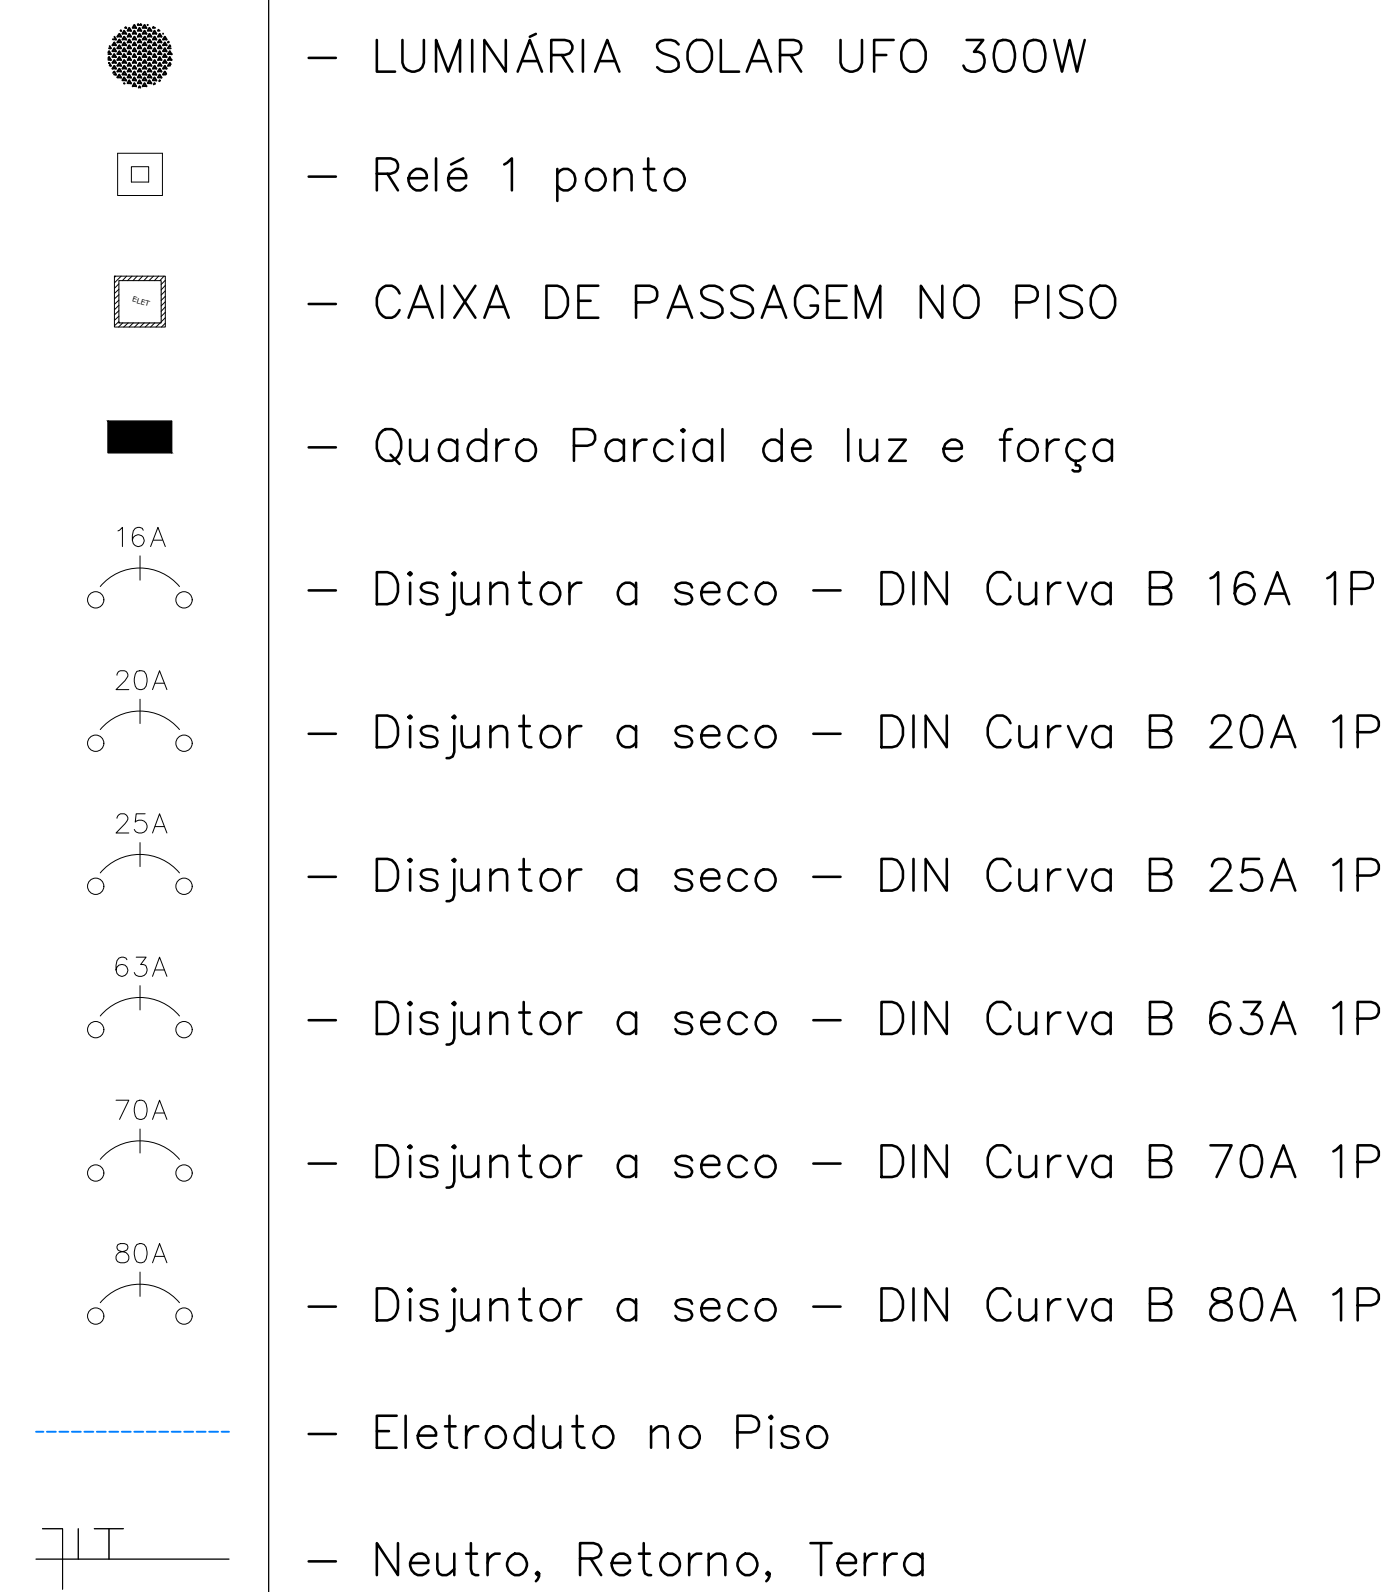 — LUMINÁRIA SOLAR UFO 300W
— Relé 1 ponto
ELET
— CAIXA DE PASSAGEM NO PISO
— Quadro Parcial de luz e força
16A
— Disjuntor a seco — DIN Curva B 16A 1P
20A
— Disjuntor a seco — DIN Curva B 20A 1P
25A
— Disjuntor a seco — DIN Curva B 25A 1P
63A
— Disjuntor a seco — DIN Curva B 63A 1P
70A
— Disjuntor a seco — DIN Curva B 70A 1P
80A
— Disjuntor a seco — DIN Curva B 80A 1P
— Eletroduto no Piso
— Neutro, Retorno, Terra